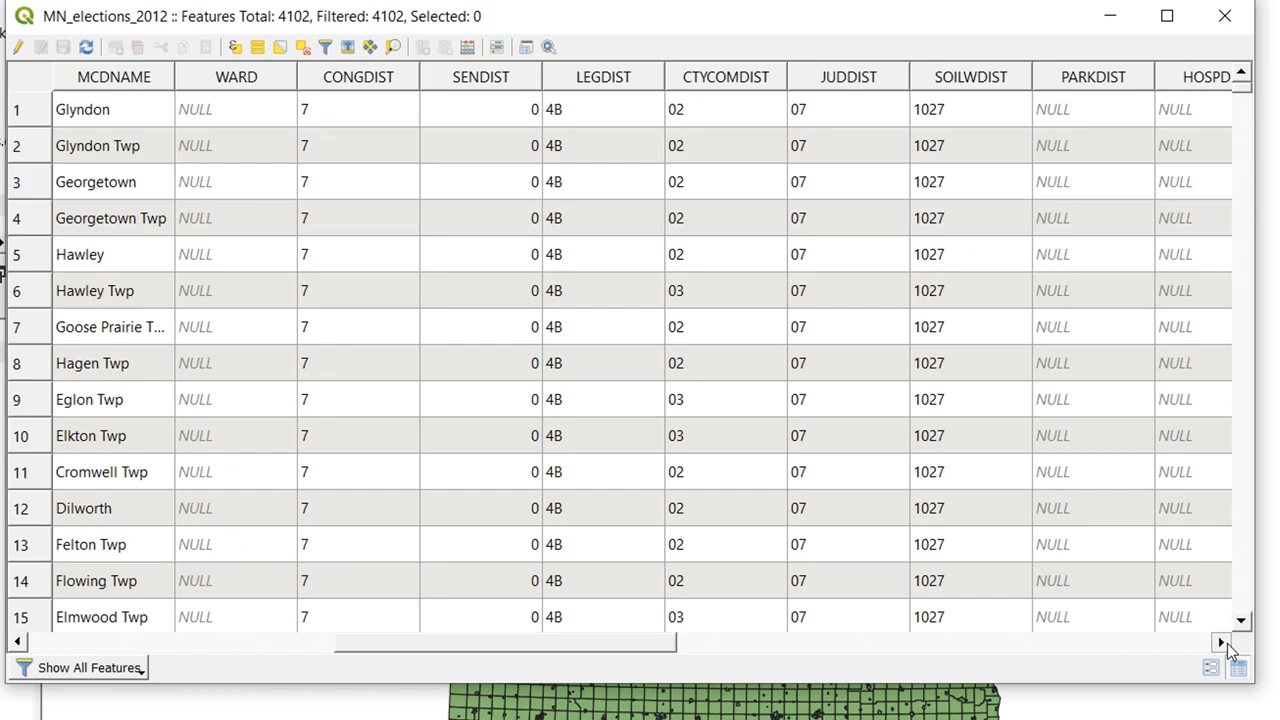 MN_elections_2012 :: Features Total: 4102, Filtered: 4102, Selected: 0
MCDNAME WARD CONGDIST SENDIST LEGDIST CTYCOMDIST JUDDIST SOILWDIST PARKDIST HOSPD
1 Glyndon NULL 7 0 4B 02 07 1027 NULL NULL
2 Glyndon Twp NULL 7 0 4B 02 07 1027 NULL NULL
3 Georgetown NULL 7 0 4B 02 07 1027 NULL NULL
4 Georgetown Twp NULL 7 0 4B 02 07 1027 NULL NULL
5 Hawley NULL 7 0 4B 02 07 1027 NULL NULL
6 Hawley Twp NULL 7 0 4B 03 07 1027 NULL NULL
7 Goose Prairie T... NULL 7 0 4B 02 07 1027 NULL NULL
8 Hagen Twp NULL 7 0 4B 02 07 1027 NULL NULL
9 Eglon Twp NULL 7 0 4B 03 07 1027 NULL NULL
10 Elkton Twp NULL 7 0 4B 03 07 1027 NULL NULL
11 Cromwell Twp NULL 7 0 4B 02 07 1027 NULL NULL
12 Dilworth NULL 7 0 4B 02 07 1027 NULL NULL
13 Felton Twp NULL 7 0 4B 02 07 1027 NULL NULL
14 Flowing Twp NULL 7 0 4B 02 07 1027 NULL NULL
15 Elmwood Twp NULL 7 0 4B 03 07 1027 NULL NULL
Show All Features